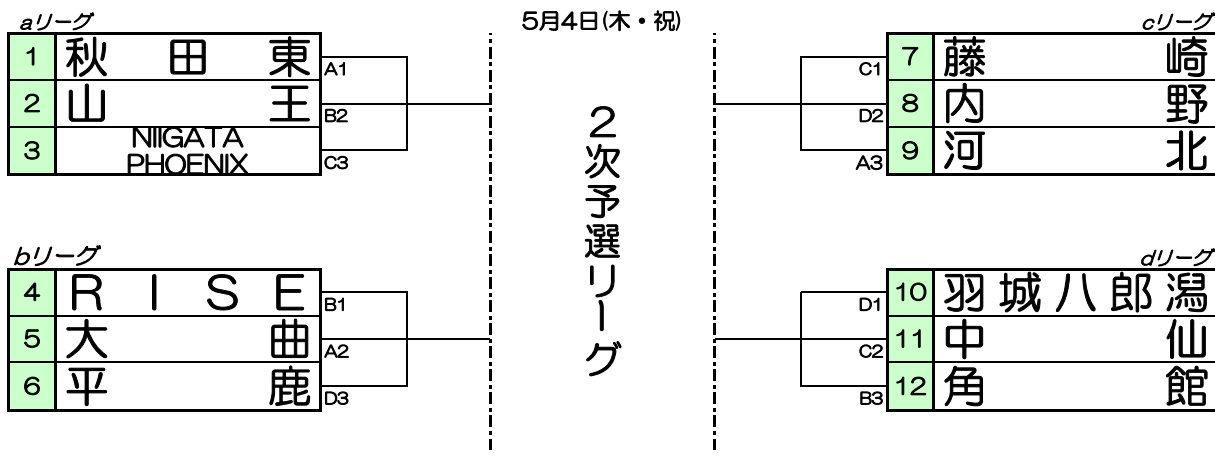 5月4日(木・祝)
aリーグ
1 秋田東 A1
2 山王 B2
3 NIIGATA PHOENIX C3
bリーグ
4 RISE B1
5 大曲 A2
6 平鹿 D3
2次予選リーグ
cリーグ
C1 7 藤崎
D2 8 内野
A3 9 河北
dリーグ
D1 10 羽城八郎潟
C2 11 中仙
B3 12 角館